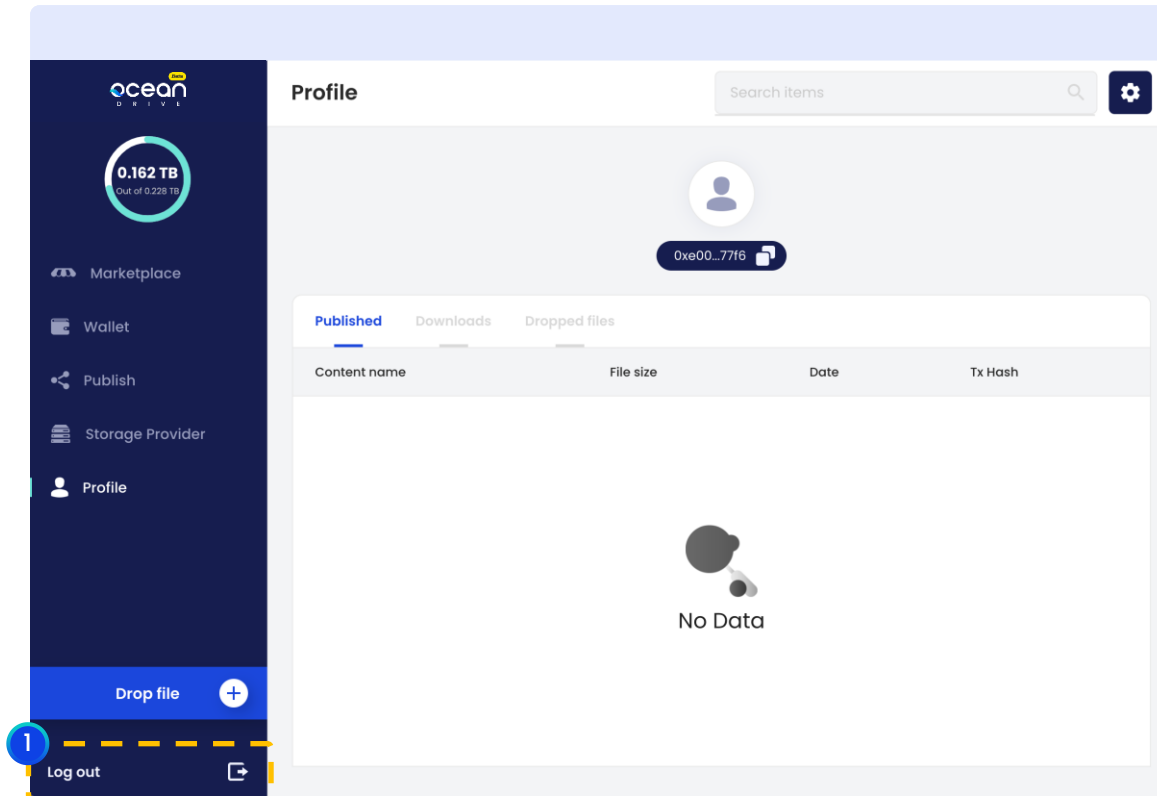 Beta
ocean
DRIVE
0.162 TB
Out of 0.228 TB
Marketplace
Wallet
Publish
Storage Provider
Profile
Drop file
1
Log out
Profile
Search items
0xe00...77f6
Published Downloads Dropped files
Content name File size Date Tx Hash
No Data